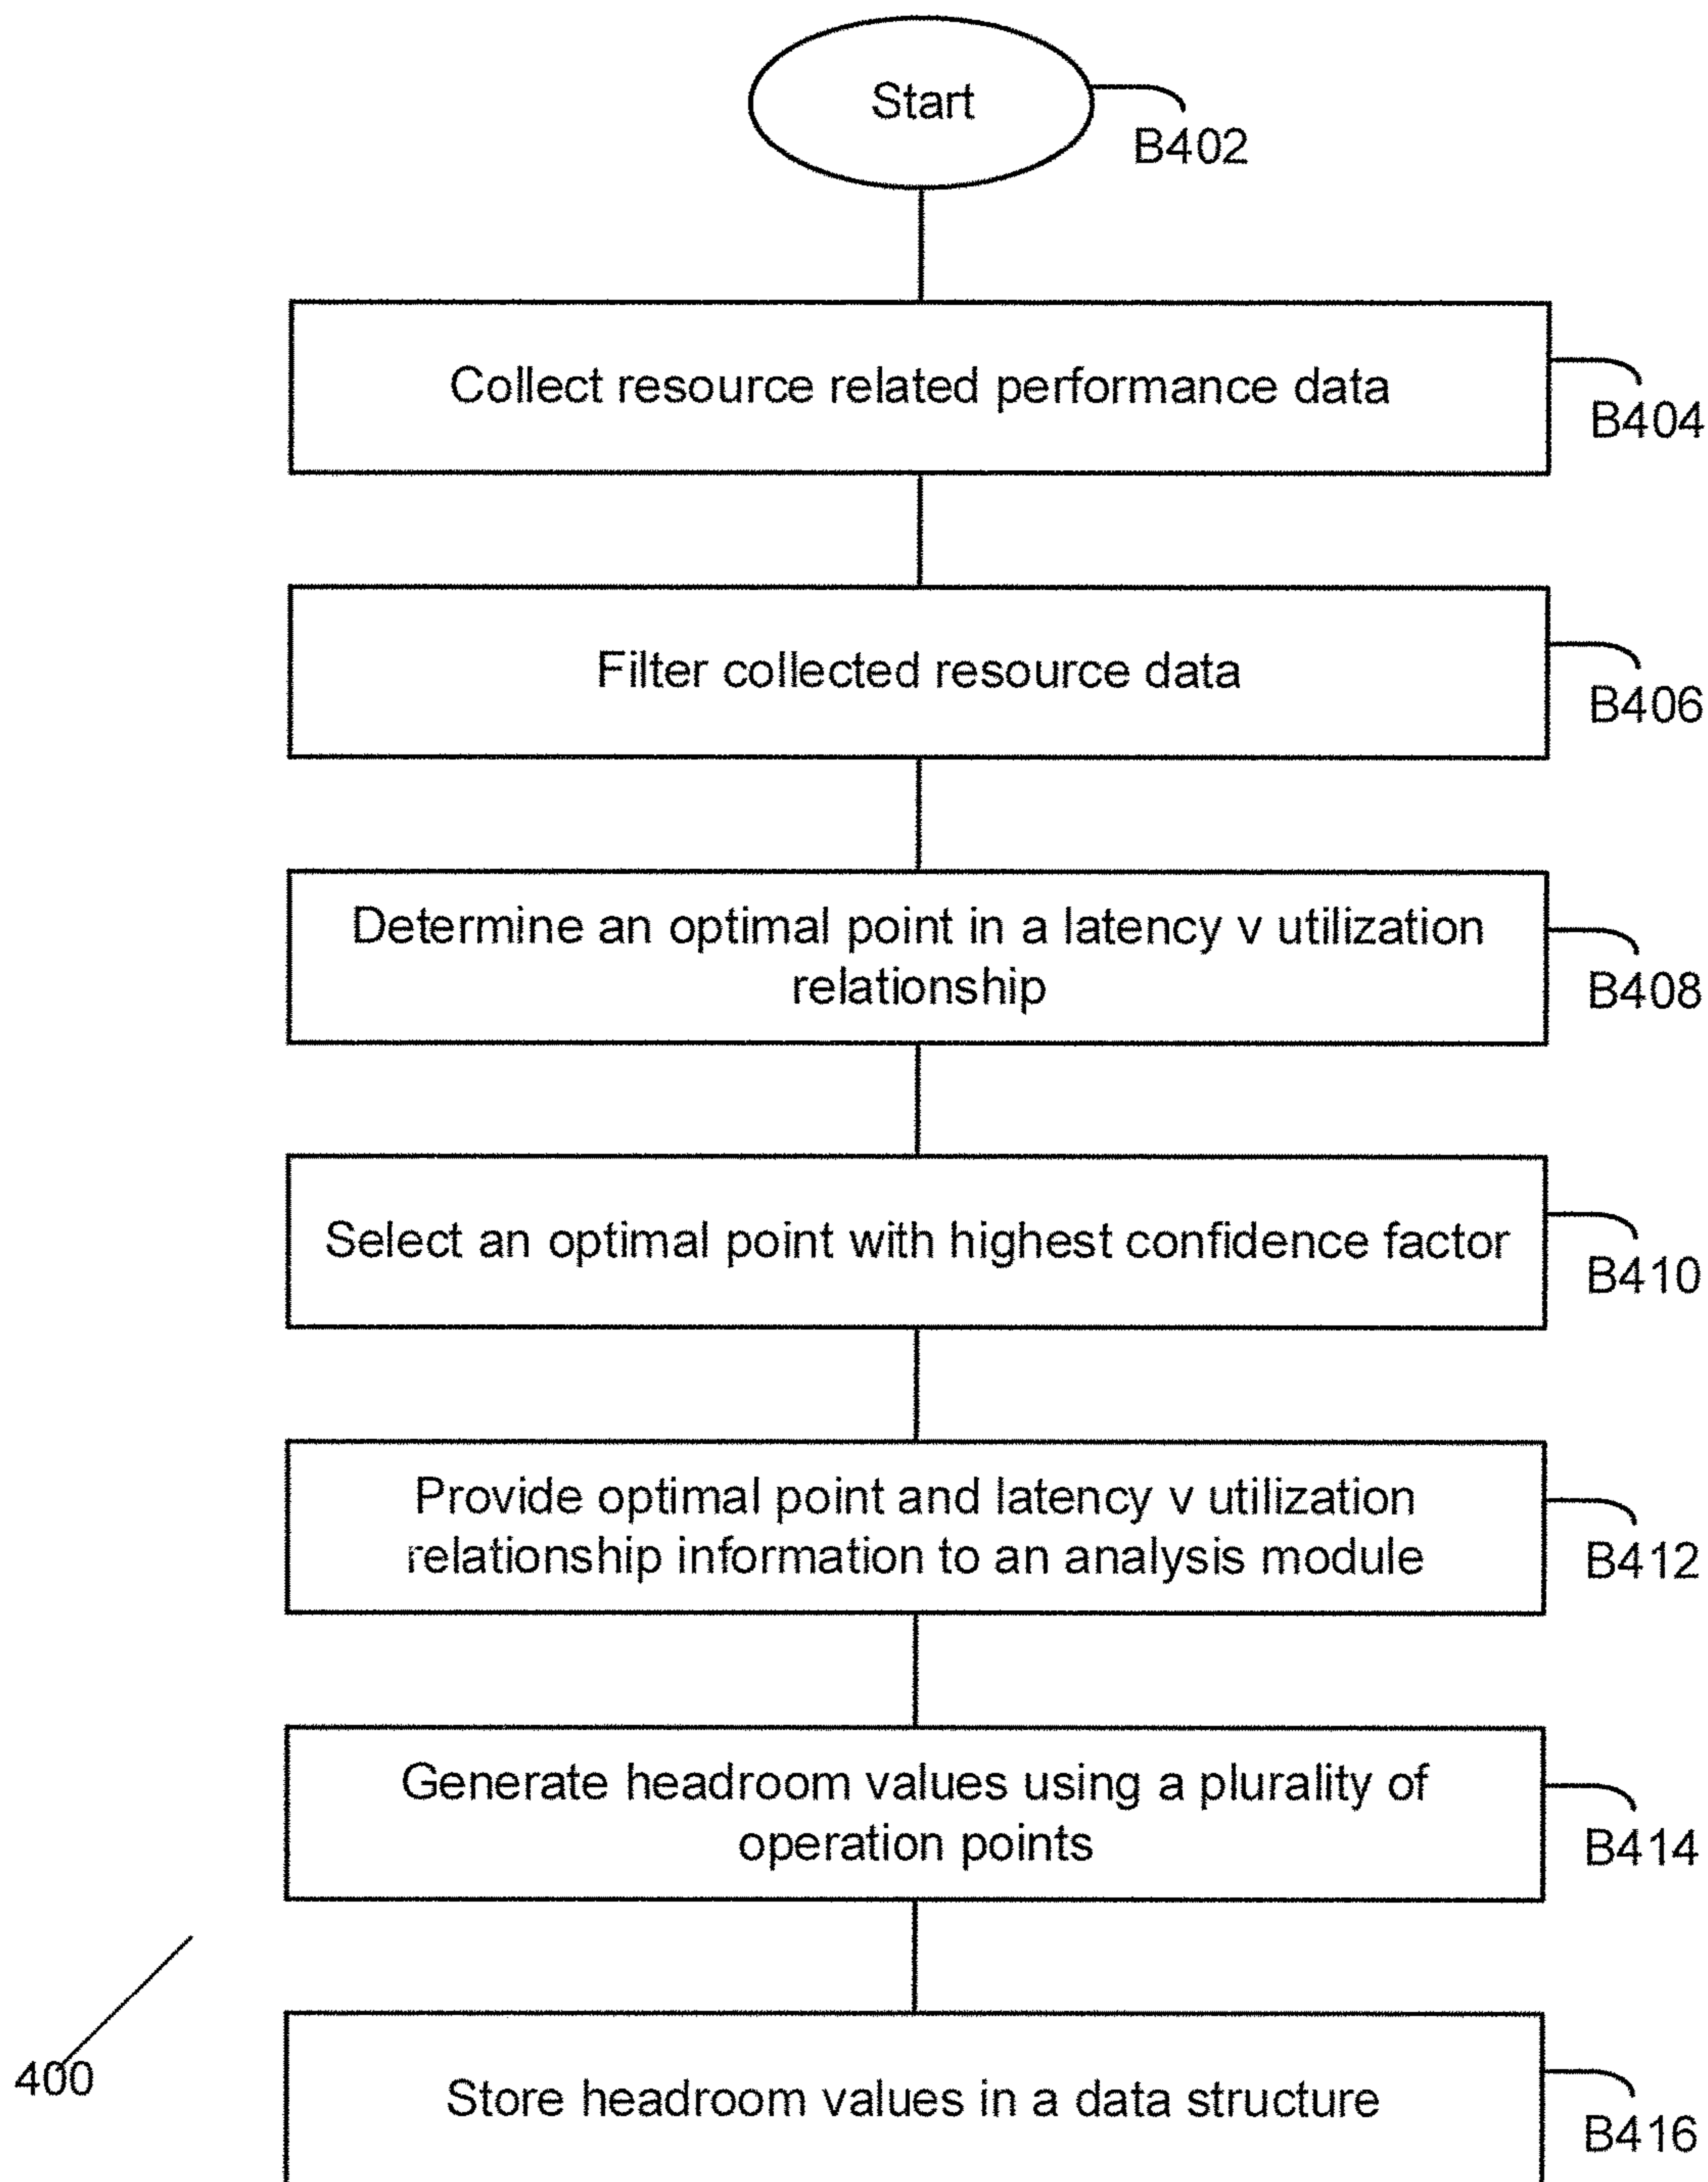 Start
B402
Collect resource related performance data
B404
Filter collected resource data
B406
Determine an optimal point in a latency v utilization
relationship
B408
Select an optimal point with highest confidence factor
B410
Provide optimal point and latency v utilization
relationship information to an analysis module
B412
Generate headroom values using a plurality of
operation points
B414
400
Store headroom values in a data structure
B416